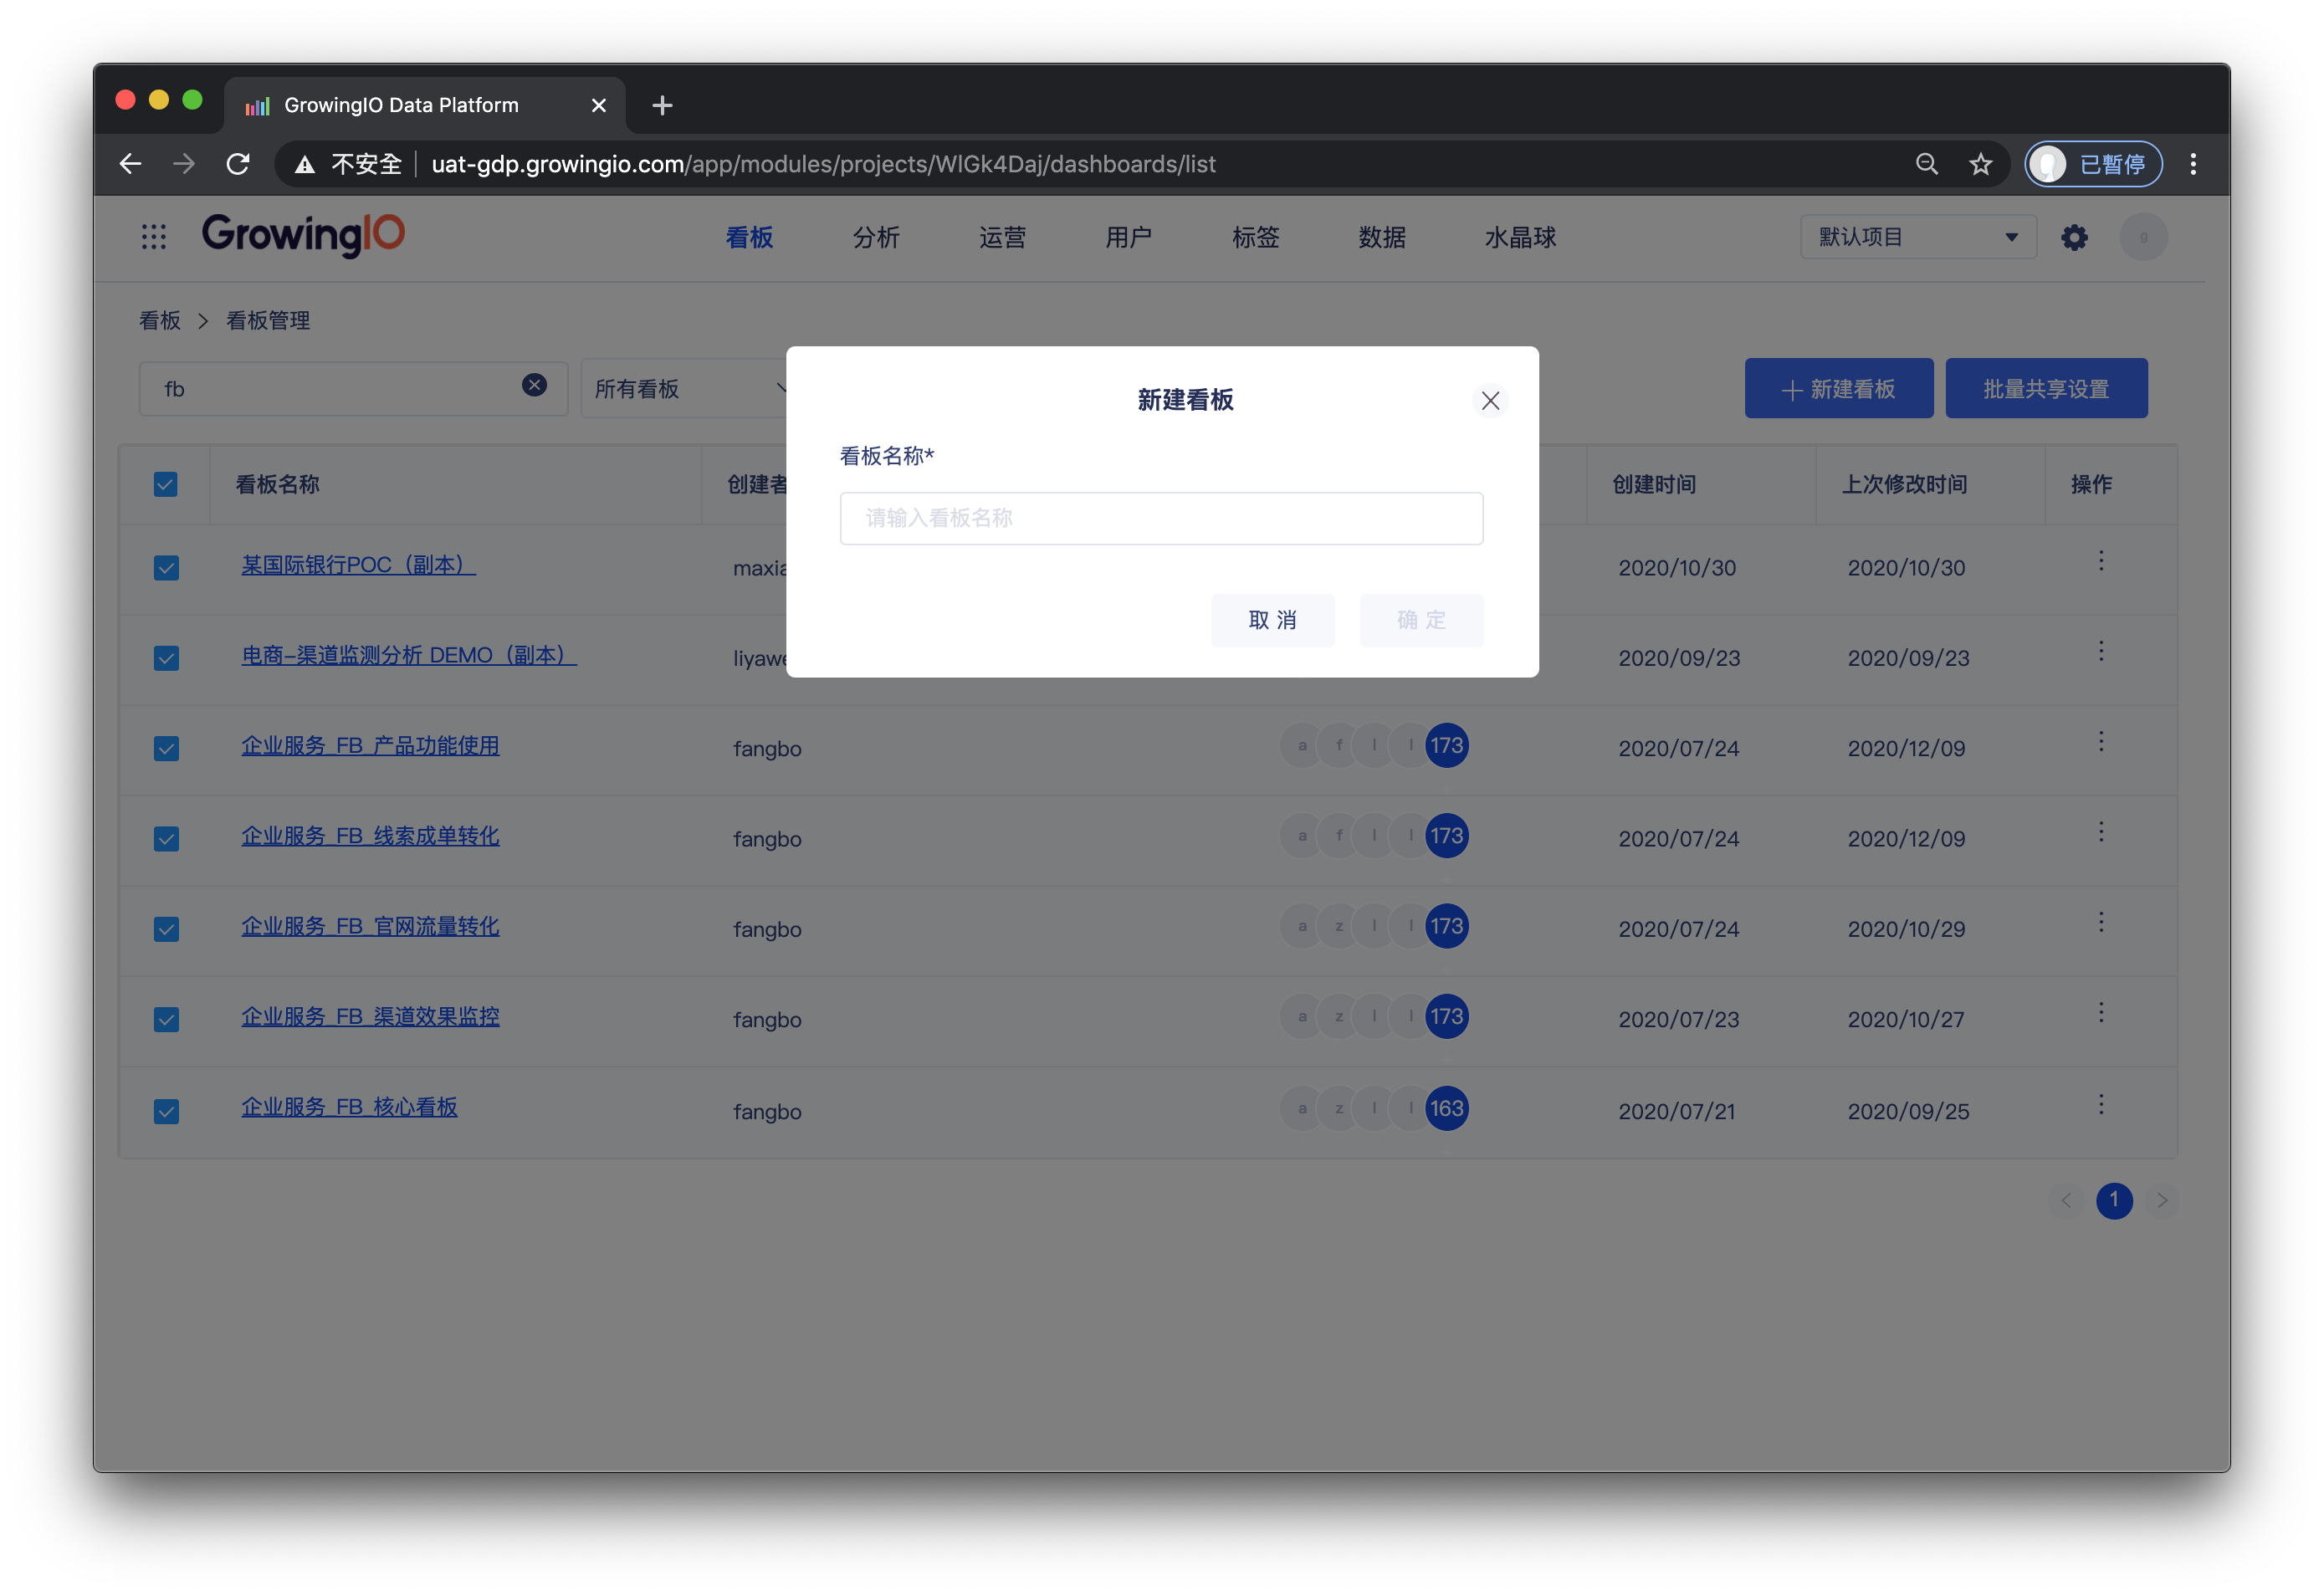 GrowingIO Data Platform
不安全 uat-gdp.growingio.com/app/modules/projects/WlGk4Daj/dashboards/list 已暂停
GrowingIO 看板 分析 运营 用户 标签 数据 水晶球 默认项目 g
看板 > 看板管理
fb 所有看板 新建看板 批量共享设置
新建看板
看板名称*
请输入看板名称
取 消 确 定
看板名称 创建者 创建时间 上次修改时间 操作
某国际银行POC（副本） maxia 2020/10/30 2020/10/30
电商-渠道监测分析 DEMO（副本） liyawe 2020/09/23 2020/09/23
企业服务_FB_产品功能使用 fangbo a f l l 173 2020/07/24 2020/12/09
企业服务_FB_线索成单转化 fangbo a f l l 173 2020/07/24 2020/12/09
企业服务_FB_官网流量转化 fangbo a z l l 173 2020/07/24 2020/10/29
企业服务_FB_渠道效果监控 fangbo a z l l 173 2020/07/23 2020/10/27
企业服务_FB_核心看板 fangbo a z l l 163 2020/07/21 2020/09/25
1